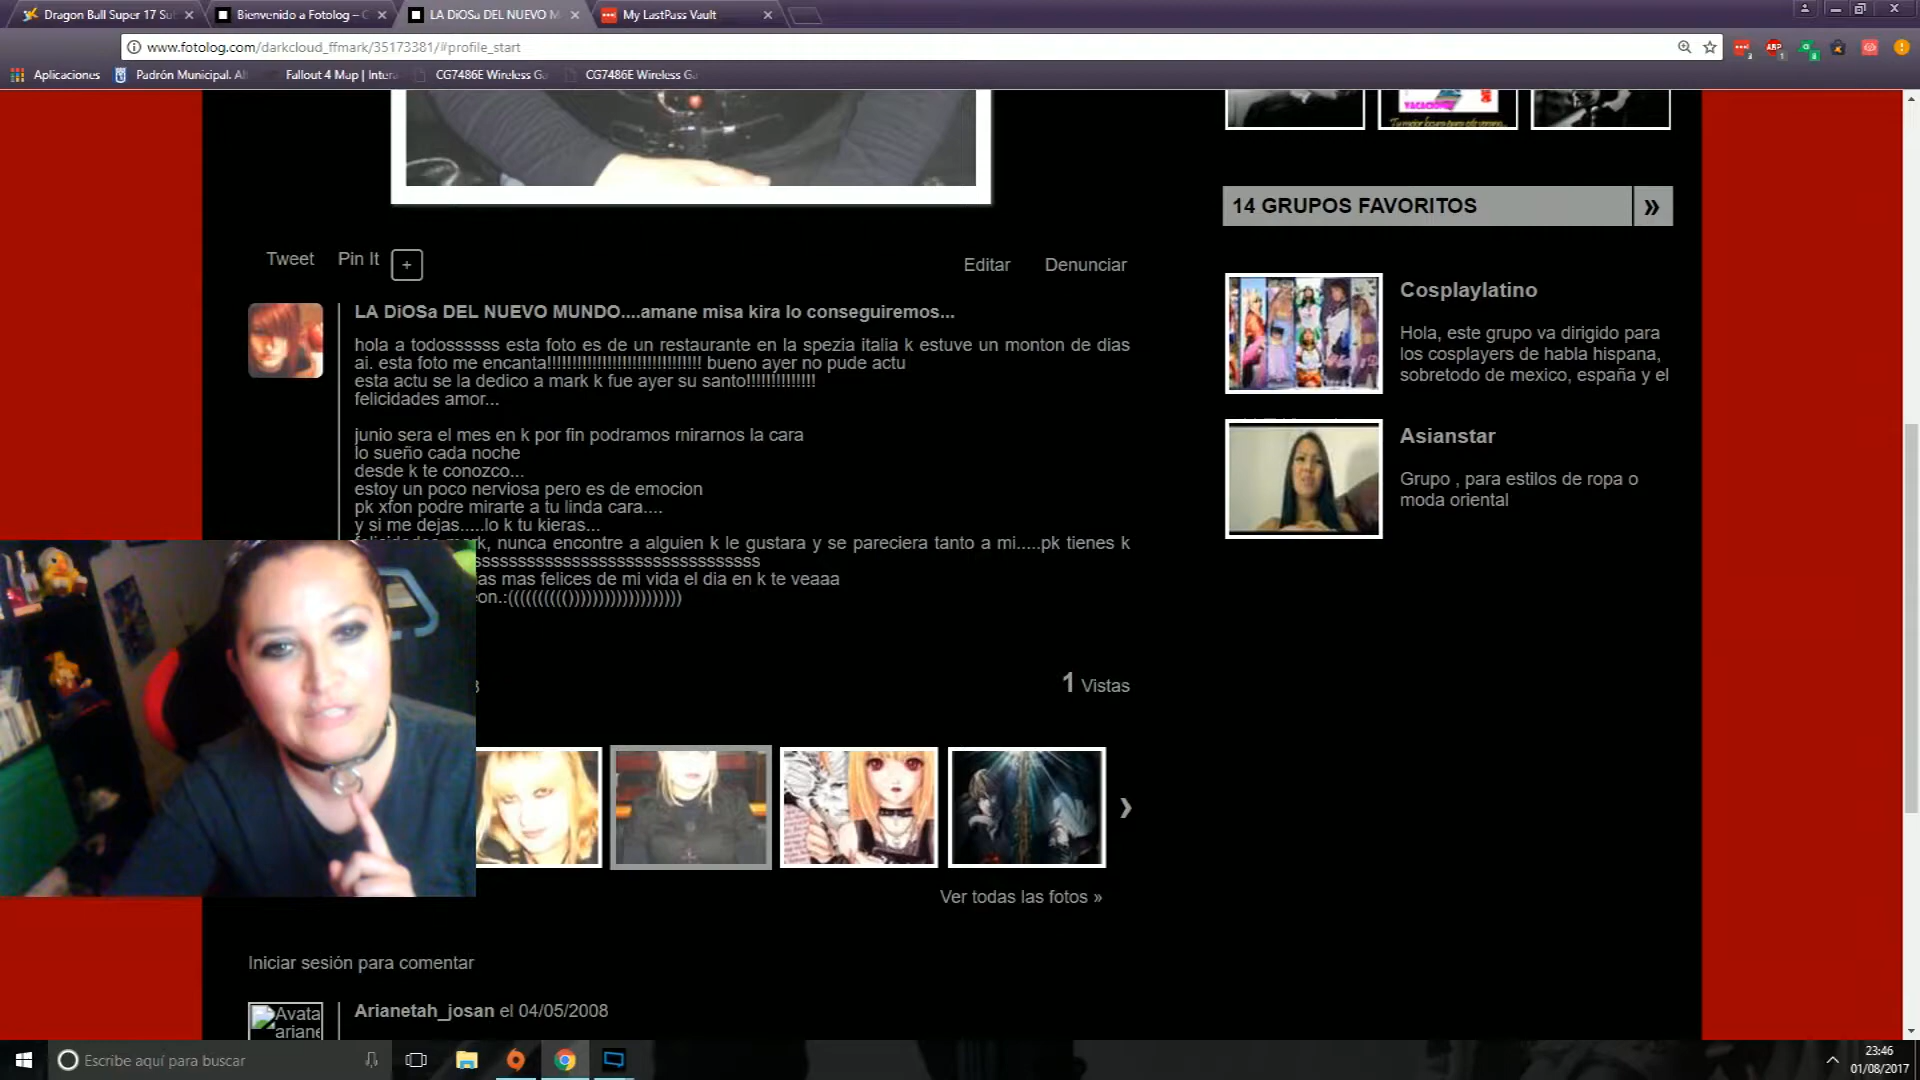 Dragon Ball Super 17 Su
Bienvenido a Fotolog –
LA DiOSa DEL NUEVO M
My LastPass Vault
www.fotolog.com/darkcloud_ffmark/35173381/#profile_start
Aplicaciones
Padrón Municipal.
Fallout 4 Map | Inter
CG7486E Wireless Ga
CG7486E Wireless Ga
VACACIONES
14 GRUPOS FAVORITOS »
Tweet Pin It +
Editar Denunciar
LA DiOSa DEL NUEVO MUNDO....amane misa kira lo conseguiremos...
hola a todossssss esta foto es de un restaurante en la spezia italia k estuve un monton de dias
ai. esta foto me encanta!!!!!!!!!!!!!!!!!!!!!!!!!!!!!!! bueno ayer no pude actu
esta actu se la dedico a mark k fue ayer su santo!!!!!!!!!!!!!!
felicidades amor...
junio sera el mes en k por fin podramos mirarnos la cara
lo sueño cada noche
desde k te conozco...
estoy un poco nerviosa pero es de emocion
pk xfon podre mirarte a tu linda cara....
y si me dejas.....lo k tu kieras...
k, nunca encontre a alguien k le gustara y se pareciera tanto a mi.....pk tienes k
ssssssssssssssssssssssssssssssss
ias mas felices de mi vida el dia en k te veaaa
on.:(((((((((())))))))))))))))))))
1 Vistas
Ver todas las fotos »
Cosplaylatino
Hola, este grupo va dirigido para
los cosplayers de habla hispana,
sobretodo de mexico, españa y el
Asianstar
Grupo , para estilos de ropa o
moda oriental
Iniciar sesión para comentar
Avata
ariane
Arianetah_josan el 04/05/2008
Escribe aquí para buscar
23:46
01/08/2017